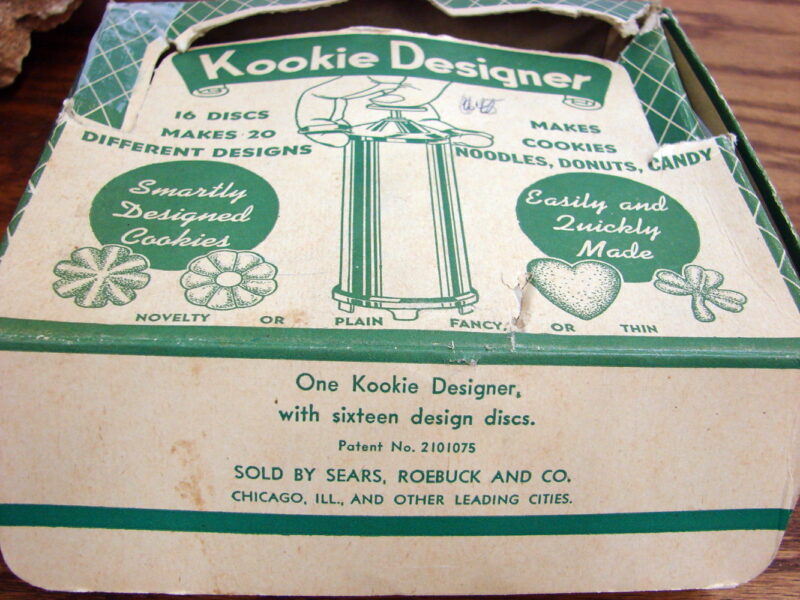 Kookie Designer
16 DISCS
MAKES 20
DIFFERENT DESIGNS
MAKES
COOKIES
NOODLES, DONUTS, CANDY
Smartly
Designed
Cookies
Easily and
Quickly
Made
NOVELTY OR PLAIN FANCY, OR THIN
One Kookie Designer,
with sixteen design discs.
Patent No. 2101075
SOLD BY SEARS, ROEBUCK AND CO.
CHICAGO, ILL., AND OTHER LEADING CITIES.